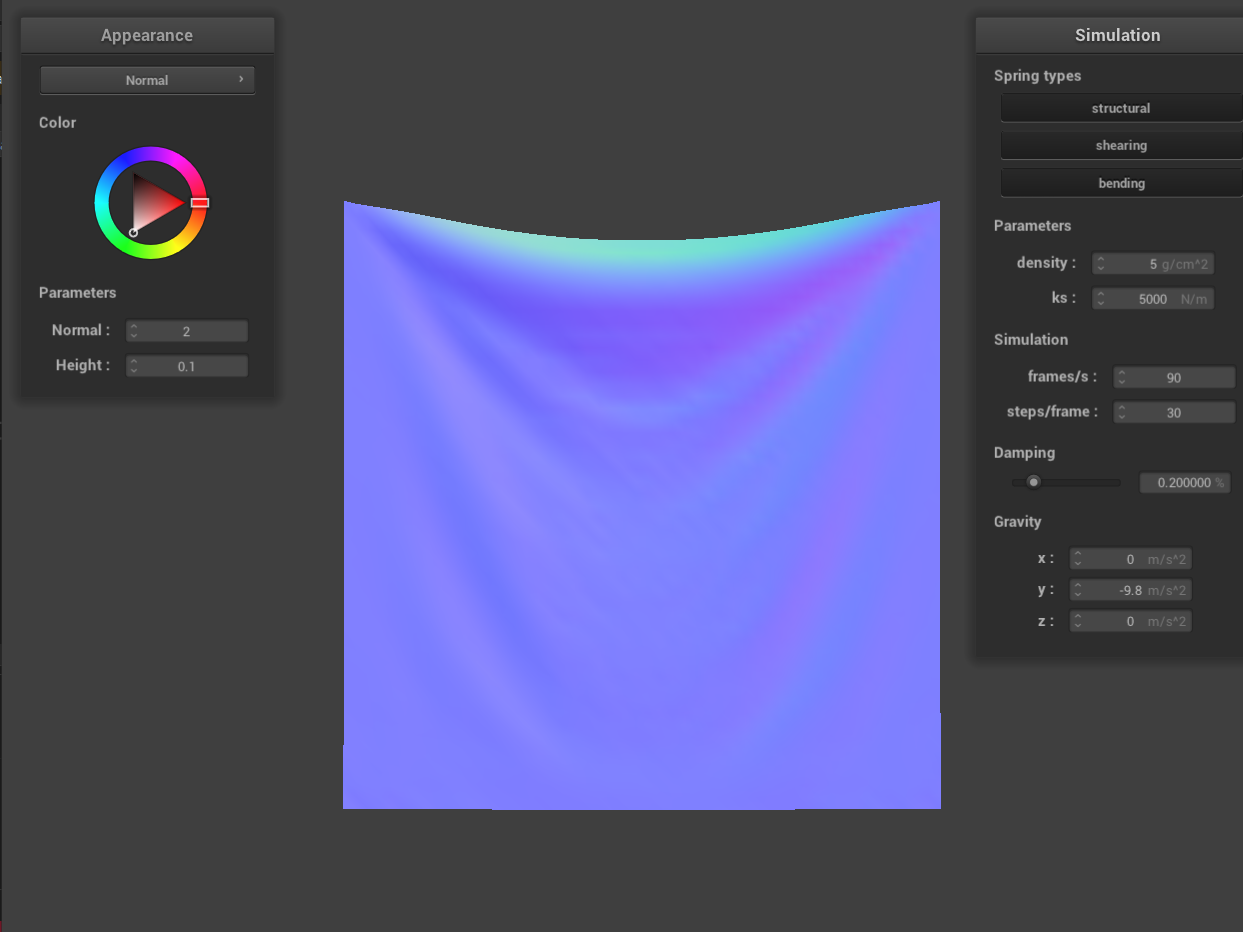 Appearance
Normal
Color
Parameters
Normal : 2
Height : 0.1
Simulation
Spring types
structural
shearing
bending
Parameters
density : 5 g/cm^2
ks : 5000 N/m
Simulation
frames/s : 90
steps/frame : 30
Damping
0.200000 %
Gravity
x : 0 m/s^2
y : -9.8 m/s^2
z : 0 m/s^2